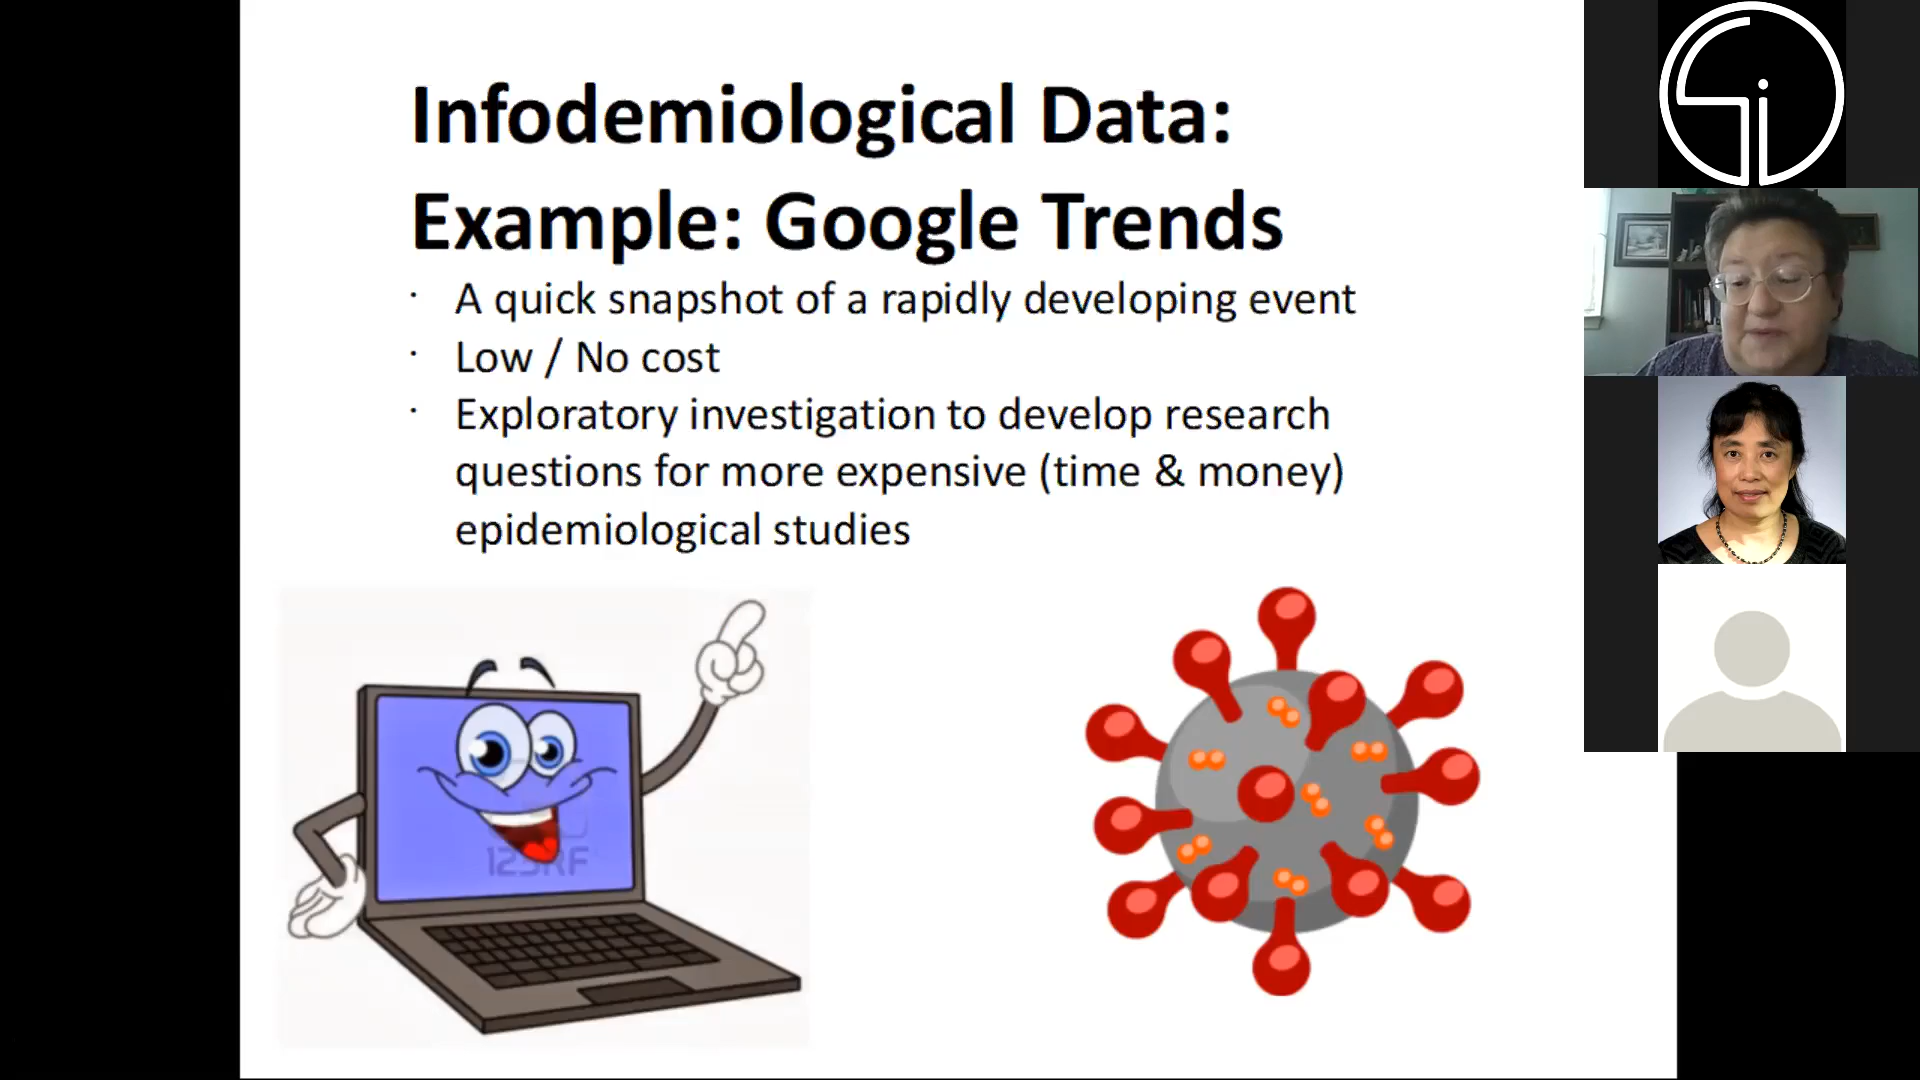 Infodemiological Data:
Example: Google Trends
· A quick snapshot of a rapidly developing event
· Low / No cost
· Exploratory investigation to develop research
questions for more expensive (time & money)
epidemiological studies
123RF